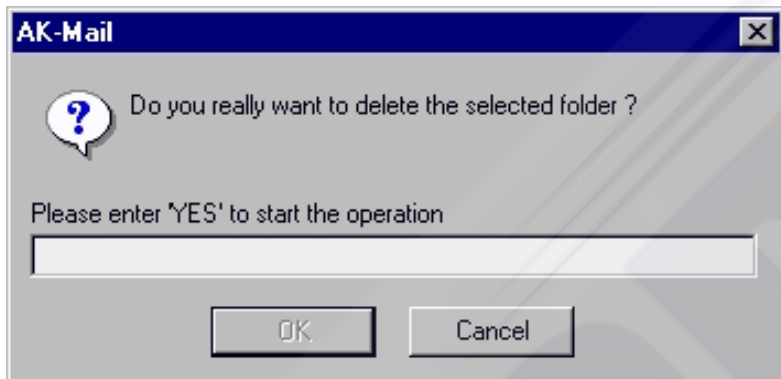 AK-Mail
?
Do you really want to delete the selected folder ?
Please enter 'YES' to start the operation
OK
Cancel